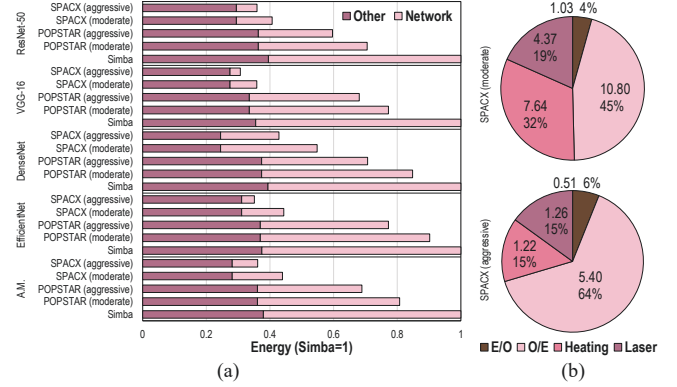 Other Network
ResNet-50
SPACX (aggressive)
SPACX (moderate)
POPSTAR (aggressive)
POPSTAR (moderate)
Simba
VGG-16
SPACX (aggressive)
SPACX (moderate)
POPSTAR (aggressive)
POPSTAR (moderate)
Simba
DenseNet
SPACX (aggressive)
SPACX (moderate)
POPSTAR (aggressive)
POPSTAR (moderate)
Simba
EfficientNet
SPACX (aggressive)
SPACX (moderate)
POPSTAR (aggressive)
POPSTAR (moderate)
Simba
A.M.
SPACX (aggressive)
SPACX (moderate)
POPSTAR (aggressive)
POPSTAR (moderate)
Simba
0 0.2 0.4 0.6 0.8 1
Energy (Simba=1)
(a)
SPACX (moderate)
1.03 4%
4.37
19%
10.80
45%
7.64
32%
SPACX (aggressive)
0.51 6%
1.26
15%
1.22
15%
5.40
64%
E/O O/E Heating Laser
(b)